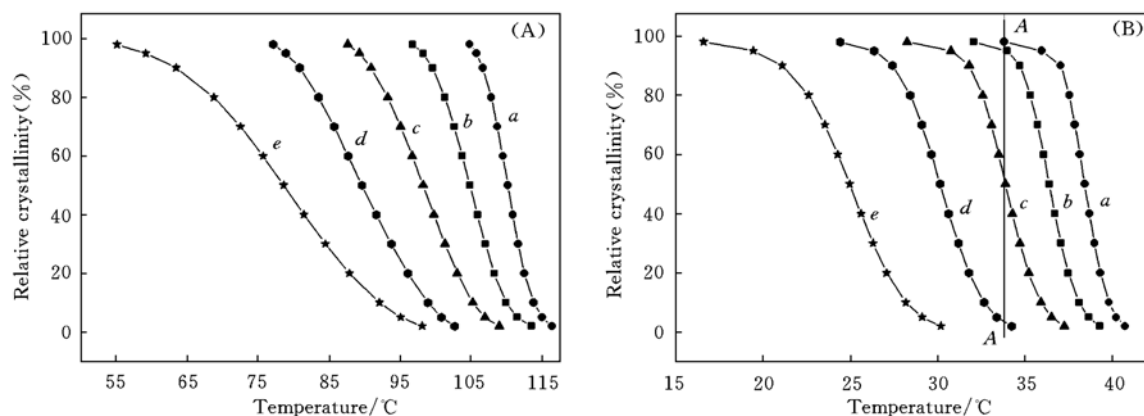 (A)
Relative crystallinity(%)
100
80
60
40
20
0
e
d
c
b
a
55 65 75 85 95 105 115
Temperature/℃
(B)
Relative crystallinity(%)
100
80
60
40
20
0
A
e
d
c
b
a
A
15 20 25 30 35 40
Temperature/℃